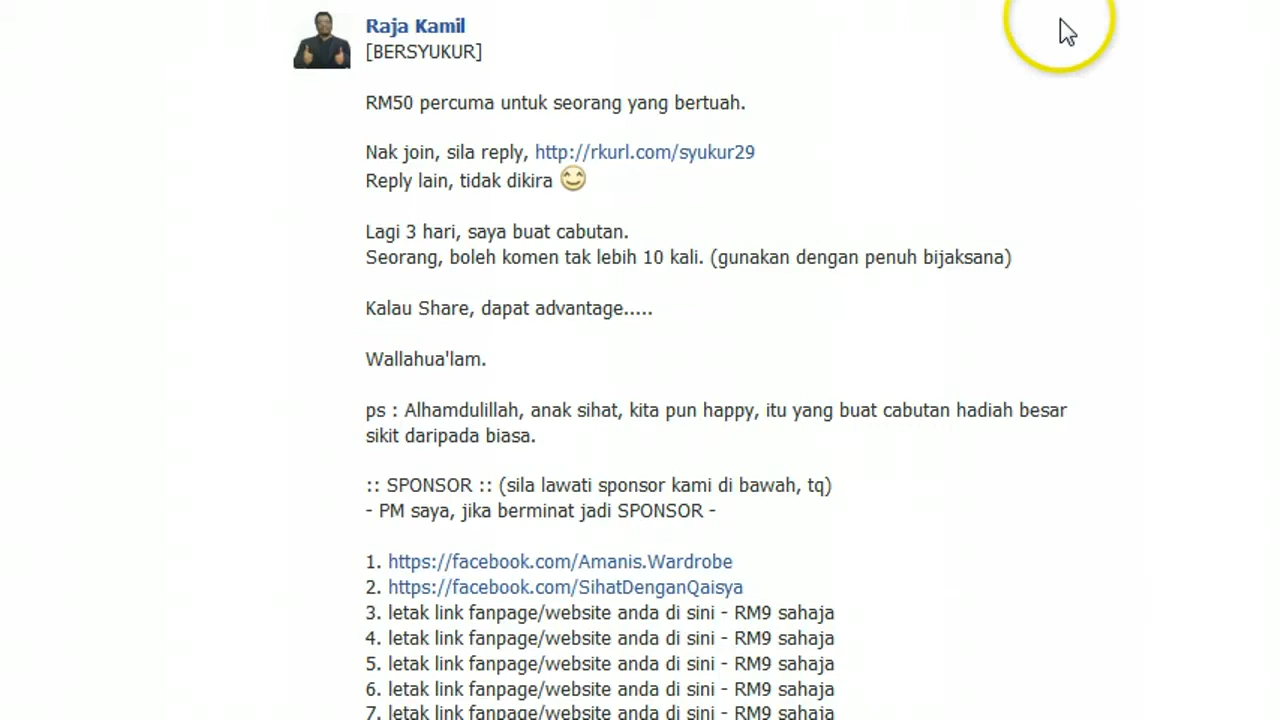 Raja Kamil
[BERSYUKUR]
RM50 percuma untuk seorang yang bertuah.
Nak join, sila reply, http://rkurl.com/syukur29
Reply lain, tidak dikira
Lagi 3 hari, saya buat cabutan.
Seorang, boleh komen tak lebih 10 kali. (gunakan dengan penuh bijaksana)
Kalau Share, dapat advantage.....
Wallahua'lam.
ps : Alhamdulillah, anak sihat, kita pun happy, itu yang buat cabutan hadiah besar
sikit daripada biasa.
:: SPONSOR :: (sila lawati sponsor kami di bawah, tq)
- PM saya, jika berminat jadi SPONSOR -
1. https://facebook.com/Amanis.Wardrobe
2. https://facebook.com/SihatDenganQaisya
3. letak link fanpage/website anda di sini - RM9 sahaja
4. letak link fanpage/website anda di sini - RM9 sahaja
5. letak link fanpage/website anda di sini - RM9 sahaja
6. letak link fanpage/website anda di sini - RM9 sahaja
7. letak link fanpage/website anda di sini - RM9 sahaja